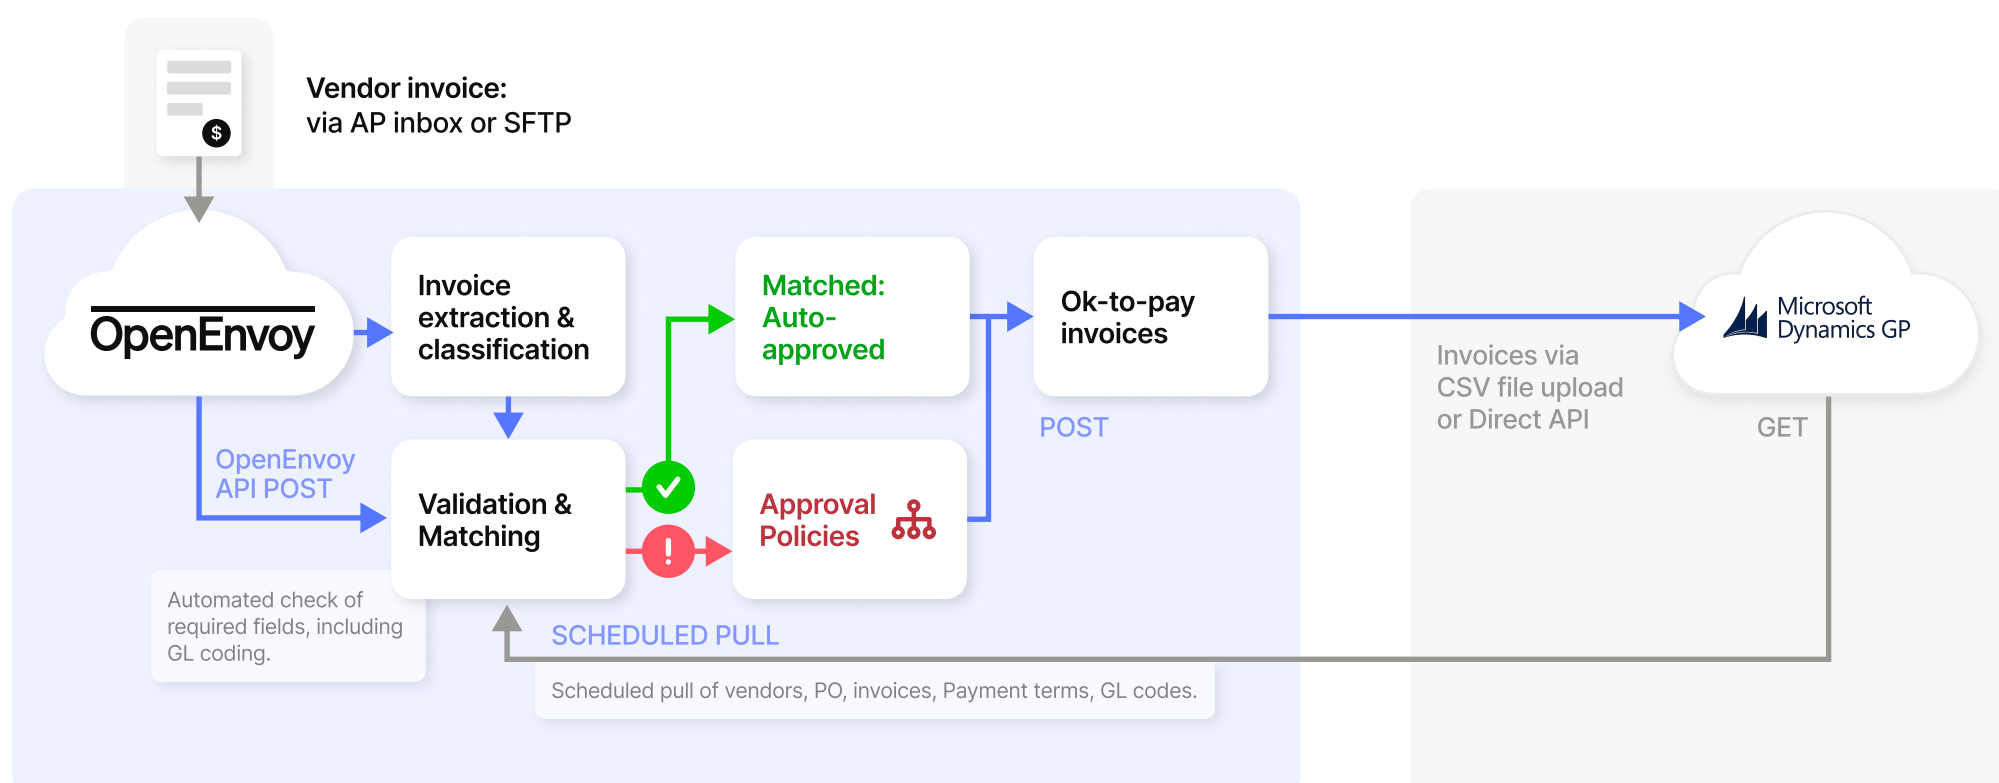 $
Vendor invoice:
via AP inbox or SFTP
OpenEnvoy
Invoice
extraction &
classification
Matched:
Auto-
approved
Ok-to-pay
invoices
Microsoft
Dynamics GP
Invoices via
CSV file upload
or Direct API
POST
GET
OpenEnvoy
API POST
Validation &
Matching
!
Approval
Policies
Automated check of
required fields, including
GL coding.
SCHEDULED PULL
Scheduled pull of vendors, PO, invoices, Payment terms, GL codes.